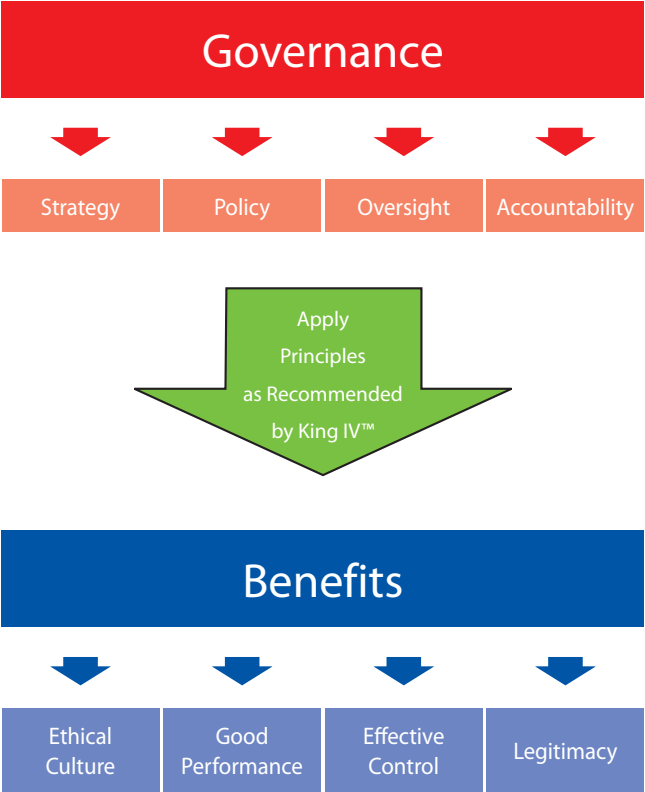 Governance
Strategy
Policy
Oversight
Accountability
Apply
Principles
as Recommended
by King IV™
Benefits
Ethical
Culture
Good
Performance
Effective
Control
Legitimacy